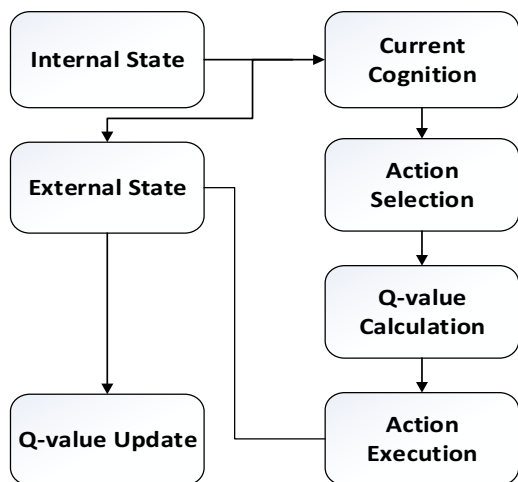 Internal State
Current
Cognition
External State
Action
Selection
Q-value
Calculation
Q-value Update
Action
Execution